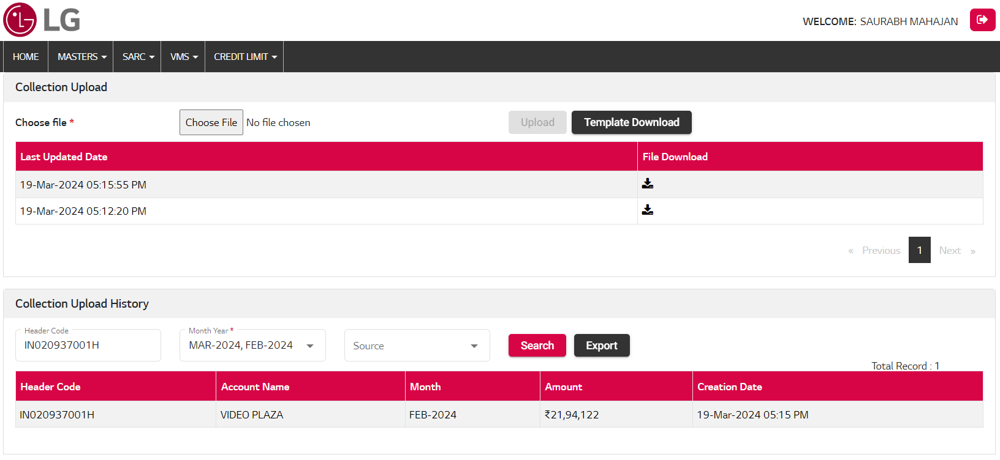 LG
WELCOME: SAURABH MAHAJAN
HOME MASTERS SARC VMS CREDIT LIMIT
Collection Upload
Choose file * Choose File No file chosen Upload Template Download
Last Updated Date File Download
19-Mar-2024 05:15:55 PM
19-Mar-2024 05:12:20 PM
« Previous 1 Next »
Collection Upload History
Header Code Month Year *
IN020937001H MAR-2024, FEB-2024 Source Search Export
Total Record : 1
Header Code Account Name Month Amount Creation Date
IN020937001H VIDEO PLAZA FEB-2024 ₹21,94,122 19-Mar-2024 05:15 PM